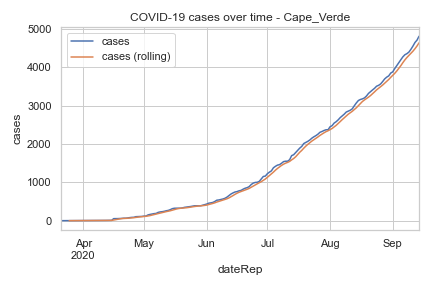 COVID-19 cases over time - Cape_Verde
cases
cases (rolling)
5000
4000
3000
2000
1000
0
cases
Apr May Jun Jul Aug Sep
2020
dateRep